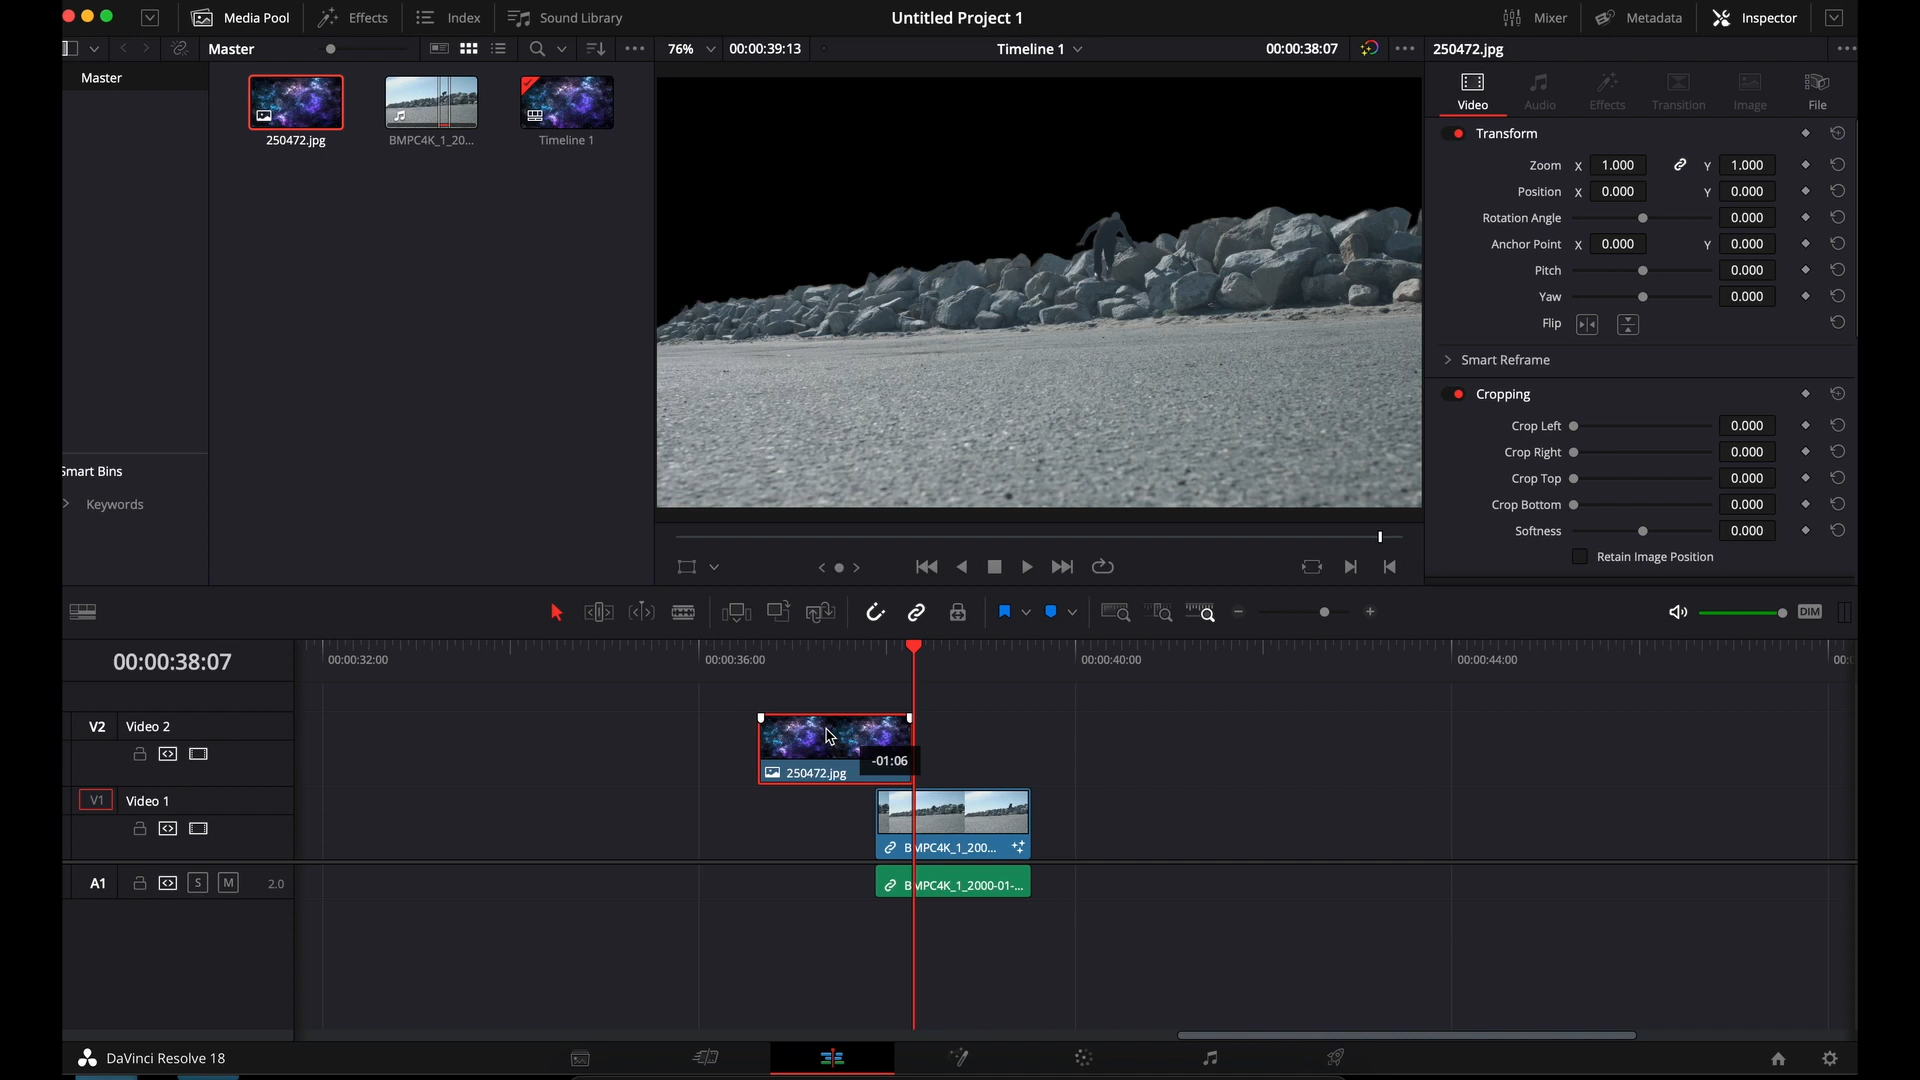 Media Pool Effects Index Sound Library Untitled Project 1 Mixer Metadata Inspector
Master 76% 00:00:39:13 Timeline 1 00:00:38:07 250472.jpg
Master
250472.jpg BMPC4K_1_20... Timeline 1
Video Audio Effects Transition Image File
Transform
Zoom X 1.000 Y 1.000
Position X 0.000 Y 0.000
Rotation Angle 0.000
Anchor Point X 0.000 Y 0.000
Pitch 0.000
Yaw 0.000
Flip
Smart Reframe
Cropping
Crop Left 0.000
Crop Right 0.000
Crop Top 0.000
Crop Bottom 0.000
Softness 0.000
Retain Image Position
Smart Bins
Keywords
DIM
00:00:38:07
00:00:32:00 00:00:36:00 00:00:40:00 00:00:44:00 00:
V2 Video 2
-01:06
250472.jpg
V1 Video 1
BMPC4K_1_200...
A1 S M 2.0
BMPC4K_1_2000-01-...
DaVinci Resolve 18